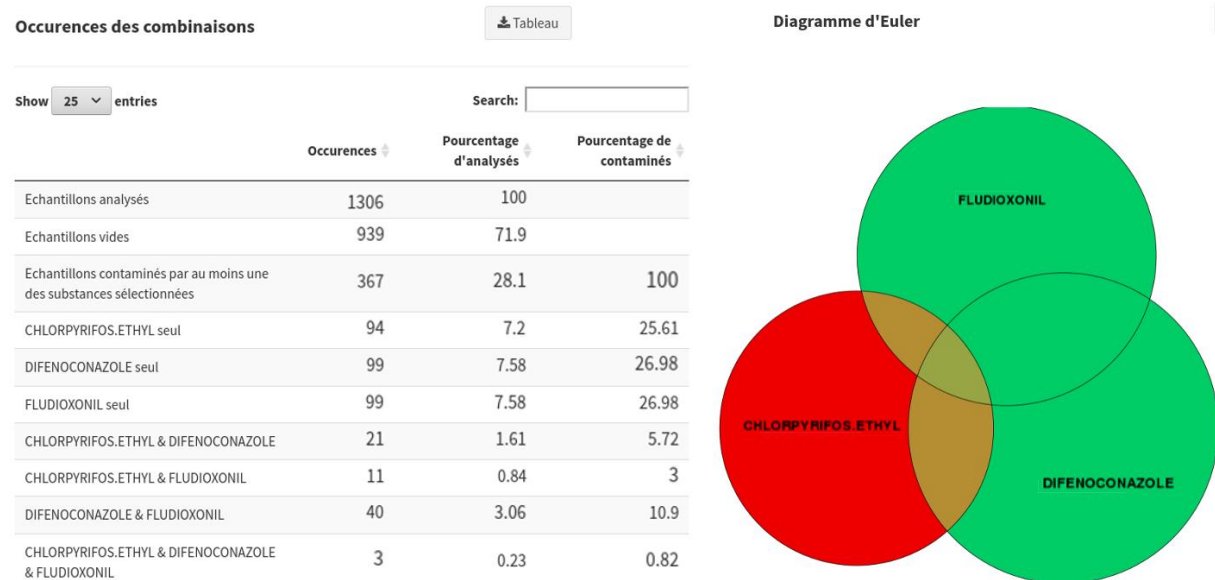 Occurences des combinaisons
Tableau
Show 25 entries
Search:
Occurences Pourcentage d'analysés Pourcentage de contaminés
Echantillons analysés 1306 100
Echantillons vides 939 71.9
Echantillons contaminés par au moins une
des substances sélectionnées 367 28.1 100
CHLORPYRIFOS.ETHYL seul 94 7.2 25.61
DIFENOCONAZOLE seul 99 7.58 26.98
FLUDIOXONIL seul 99 7.58 26.98
CHLORPYRIFOS.ETHYL & DIFENOCONAZOLE 21 1.61 5.72
CHLORPYRIFOS.ETHYL & FLUDIOXONIL 11 0.84 3
DIFENOCONAZOLE & FLUDIOXONIL 40 3.06 10.9
CHLORPYRIFOS.ETHYL & DIFENOCONAZOLE
& FLUDIOXONIL 3 0.23 0.82
Diagramme d'Euler
FLUDIOXONIL
CHLORPYRIFOS.ETHYL
DIFENOCONAZOLE